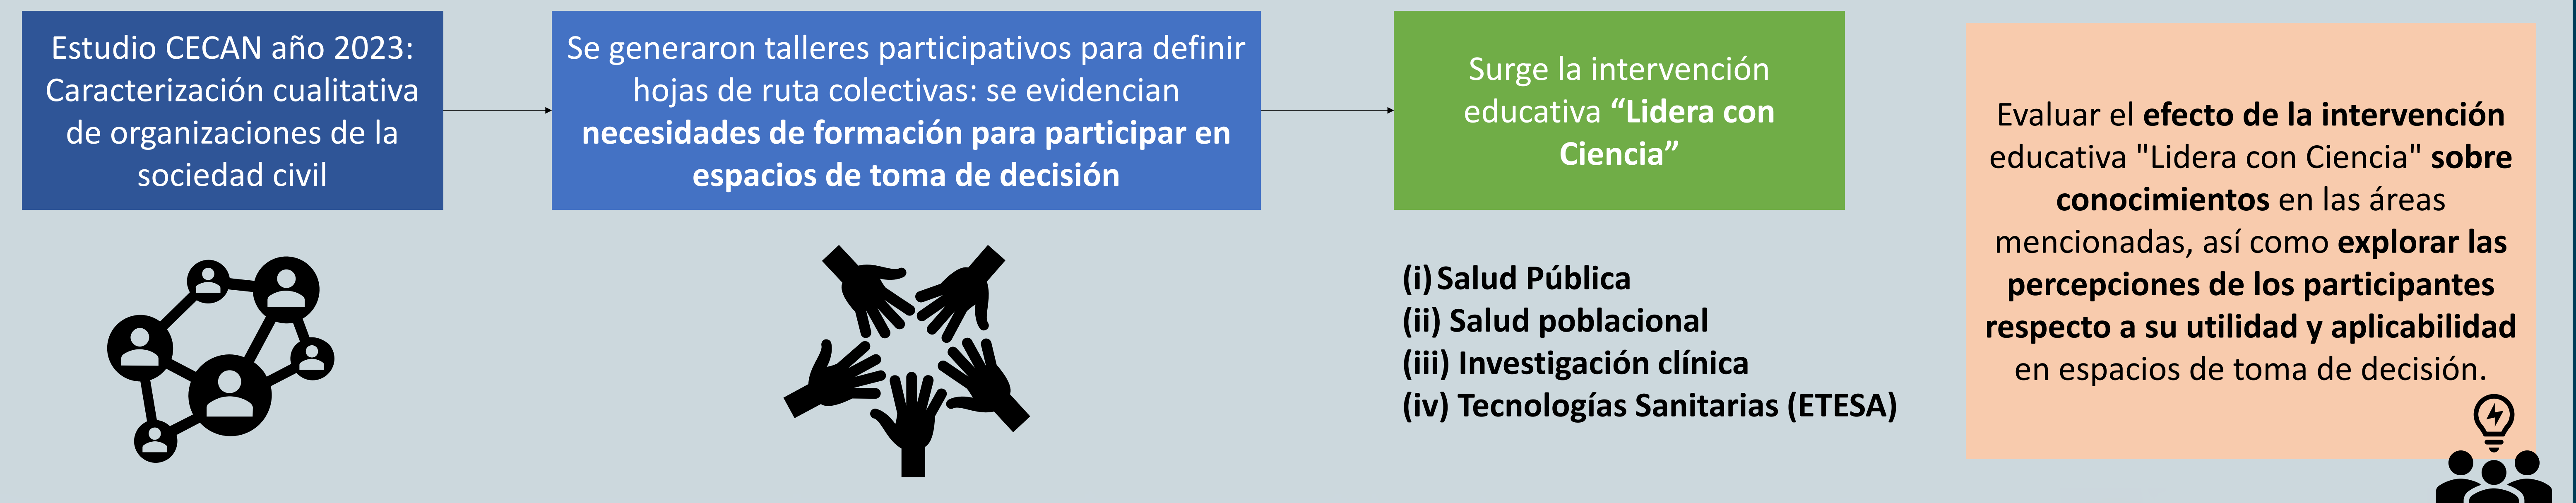 Estudio CECAN año 2023:
Caracterización cualitativa
de organizaciones de la
sociedad civil
Se generaron talleres participativos para definir
hojas de ruta colectivas: se evidencian
necesidades de formación para participar en
espacios de toma de decisión
Surge la intervención
educativa “Lidera con
Ciencia”
(i) Salud Pública
(ii) Salud poblacional
(iii) Investigación clínica
(iv) Tecnologías Sanitarias (ETESA)
Evaluar el efecto de la intervención
educativa "Lidera con Ciencia" sobre
conocimientos en las áreas
mencionadas, así como explorar las
percepciones de los participantes
respecto a su utilidad y aplicabilidad
en espacios de toma de decisión.